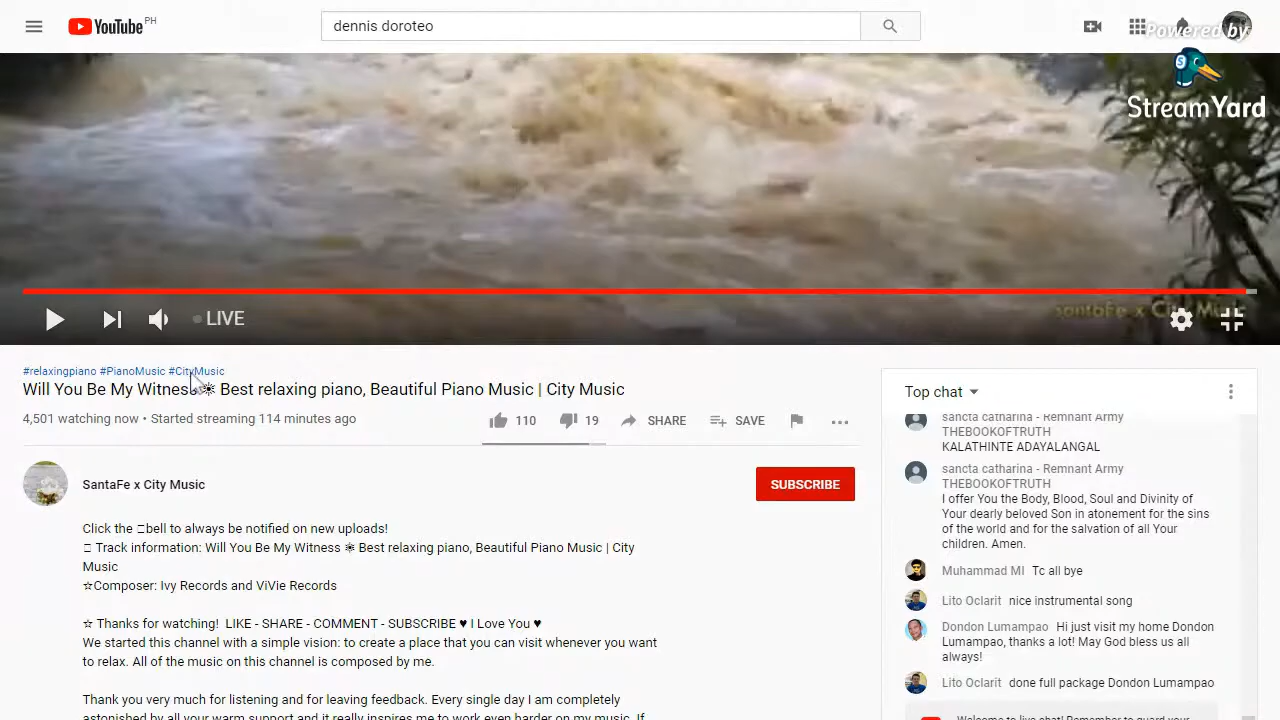 YouTube PH
dennis doroteo
Powered by
StreamYard
LIVE
#relaxingpiano #PianoMusic #CityMusic
Will You Be My Witness ☀ Best relaxing piano, Beautiful Piano Music | City Music
4,501 watching now • Started streaming 114 minutes ago
110
19
SHARE
SAVE
SantaFe x City Music
SUBSCRIBE
Click the bell to always be notified on new uploads!
Track information: Will You Be My Witness ☀ Best relaxing piano, Beautiful Piano Music | City
Music
☆Composer: Ivy Records and ViVie Records
☆ Thanks for watching! LIKE - SHARE - COMMENT - SUBSCRIBE ♥ I Love You ♥
We started this channel with a simple vision: to create a place that you can visit whenever you want
to relax. All of the music on this channel is composed by me.
Thank you very much for listening and for leaving feedback. Every single day I am completely
astonished by all your warm support and it really inspires me to work even harder on my music. If
Top chat
sancta catharina - Remnant Army
THEBOOKOFTRUTH
KALATHINTE ADAYALANGAL
sancta catharina - Remnant Army
THEBOOKOFTRUTH
I offer You the Body, Blood, Soul and Divinity of
Your dearly beloved Son in atonement for the sins
of the world and for the salvation of all Your
children. Amen.
Muhammad MI Tc all bye
Lito Oclarit nice instrumental song
Dondon Lumampao Hi just visit my home Dondon
Lumampao, thanks a lot! May God bless us all
always!
Lito Oclarit done full package Dondon Lumampao
Welcome to live chat! Remember to guard your